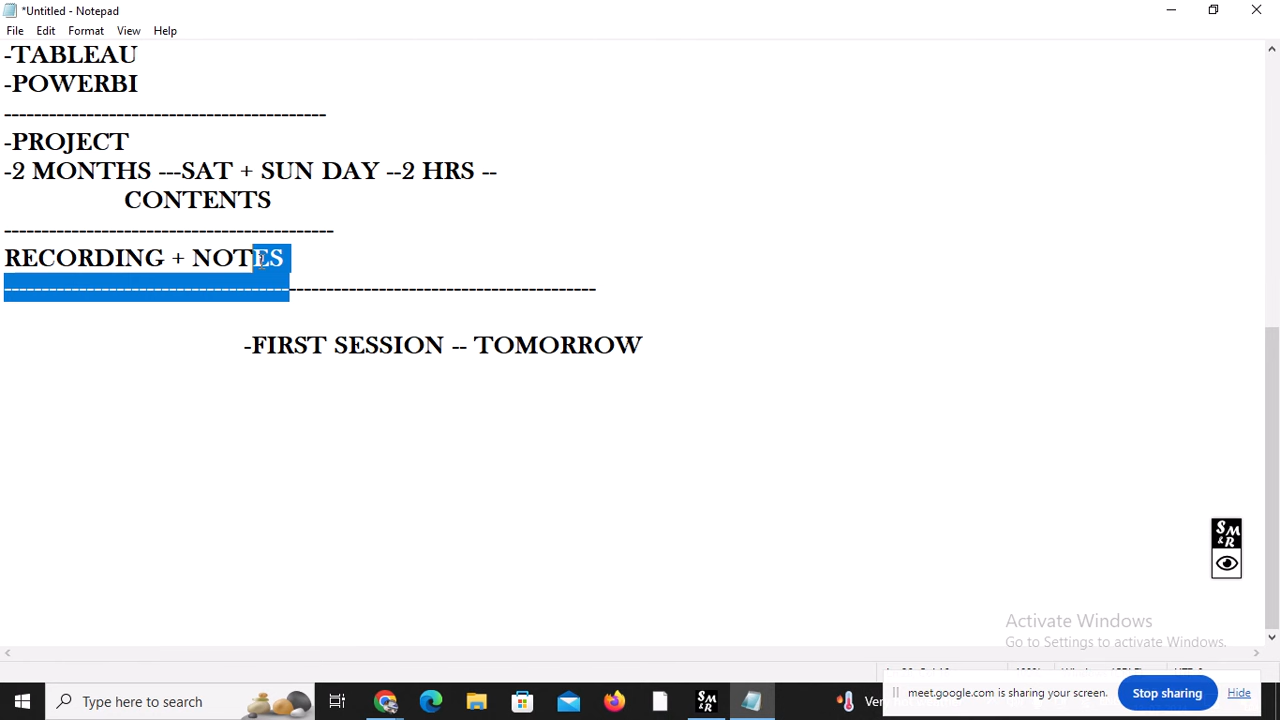 *Untitled - Notepad
File Edit Format View Help
-TABLEAU
-POWERBI
-------------------------------------------
-PROJECT
-2 MONTHS ---SAT + SUN DAY --2 HRS --
CONTENTS
--------------------------------------------
RECORDING + NOTES
-------------------------------------------------------------------------------
-FIRST SESSION -- TOMORROW
SM
&R
Activate Windows
Go to Settings to activate Windows.
Type here to search
SM
&R
meet.google.com is sharing your screen.
Stop sharing
Hide